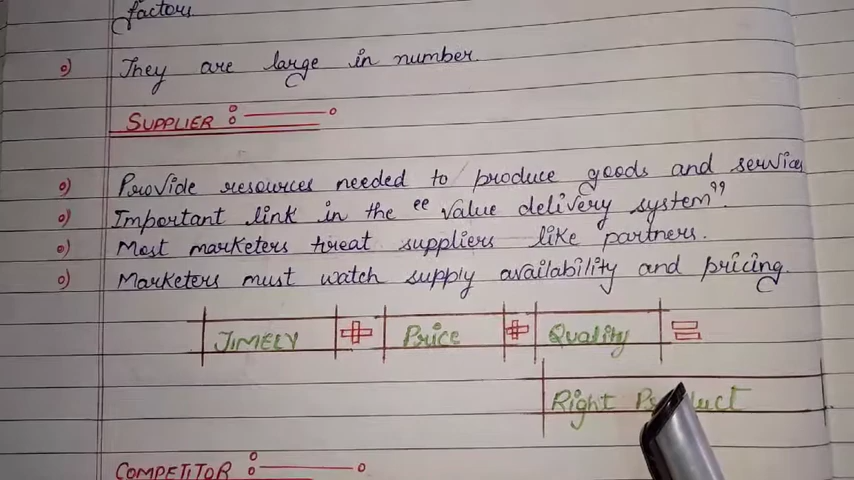 factors
o) They are large in number
SUPPLIER :
o) Provide resources needed to produce goods and services
o) Important link in the "value delivery system"
o) Most marketers treat suppliers like partners.
o) Marketers must watch supply availability and pricing.
TIMELY + Price + Quality =
Right Product
COMPETITOR :